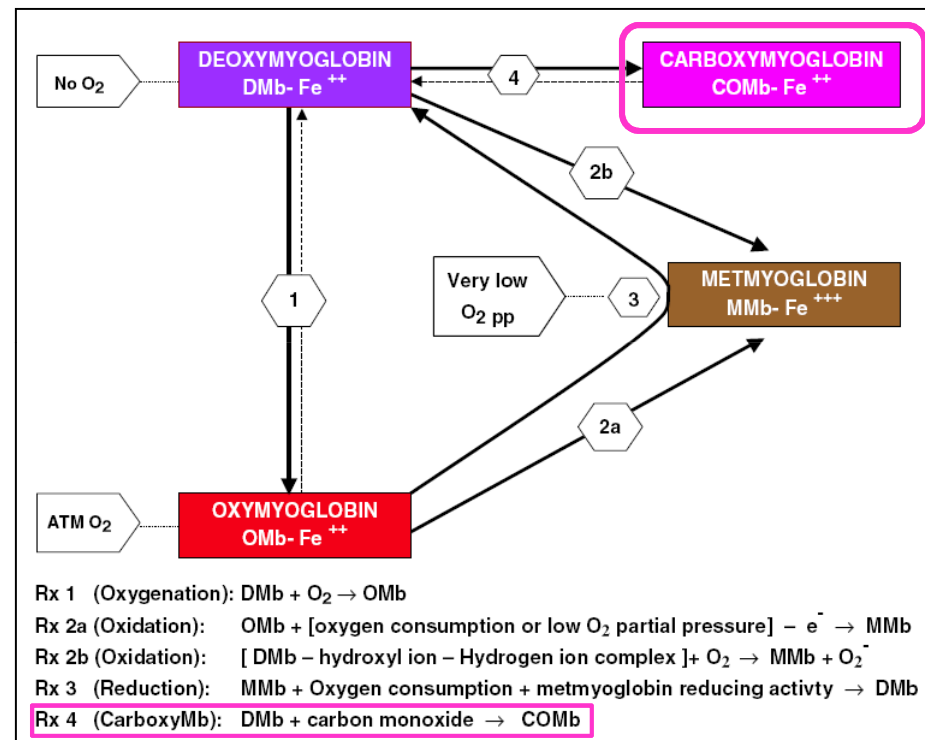 DEOXYMYOGLOBIN
DMb- Fe ++
CARBOXYMYOGLOBIN
COMb- Fe ++
No O2
4
2b
1
Very low
O2 pp
3
METMYOGLOBIN
MMb- Fe +++
2a
ATM O2
OXYMYOGLOBIN
OMb- Fe ++
Rx 1 (Oxygenation): DMb + O2 → OMb
Rx 2a (Oxidation): OMb + [oxygen consumption or low O2 partial pressure] – e- → MMb
Rx 2b (Oxidation): [ DMb – hydroxyl ion – Hydrogen ion complex ]+ O2 → MMb + O2-
Rx 3 (Reduction): MMb + Oxygen consumption + metmyoglobin reducing activty → DMb
Rx 4 (CarboxyMb): DMb + carbon monoxide → COMb